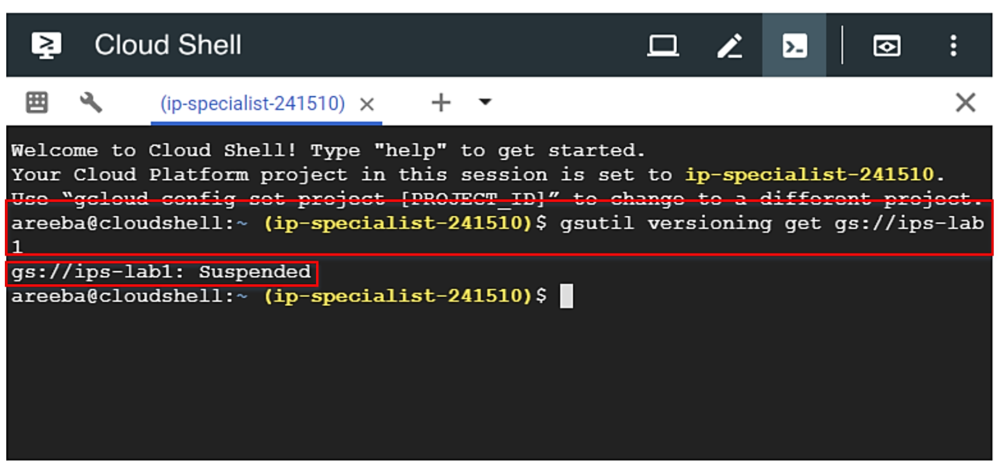 Cloud Shell
(ip-specialist-241510)
Welcome to Cloud Shell! Type "help" to get started.
Your Cloud Platform project in this session is set to ip-specialist-241510.
Use “gcloud config set project [PROJECT_ID]” to change to a different project.
areeba@cloudshell:~ (ip-specialist-241510)$ gsutil versioning get gs://ips-lab
1
gs://ips-lab1: Suspended
areeba@cloudshell:~ (ip-specialist-241510)$